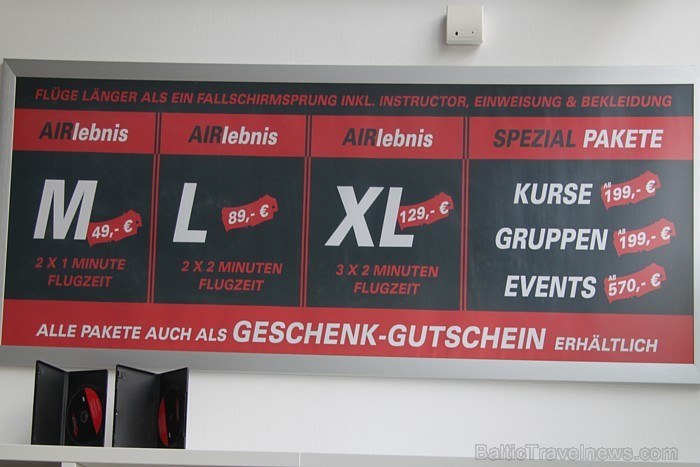 FLÜGE LÄNGER ALS EIN FALLSCHIRMSPRUNG INKL. INSTRUCTOR, EINWEISUNG & BEKLEIDUNG
AIRlebnis
M
49,- €
2 X 1 MINUTE
FLUGZEIT
AIRlebnis
L
89,- €
2 X 2 MINUTEN
FLUGZEIT
AIRlebnis
XL
129,- €
3 X 2 MINUTEN
FLUGZEIT
SPEZIAL PAKETE
KURSE AB 199,- €
GRUPPEN AB 199,- €
EVENTS AB 570,- €
ALLE PAKETE AUCH ALS GESCHENK-GUTSCHEIN ERHÄLTLICH
BalticTravelnews.com